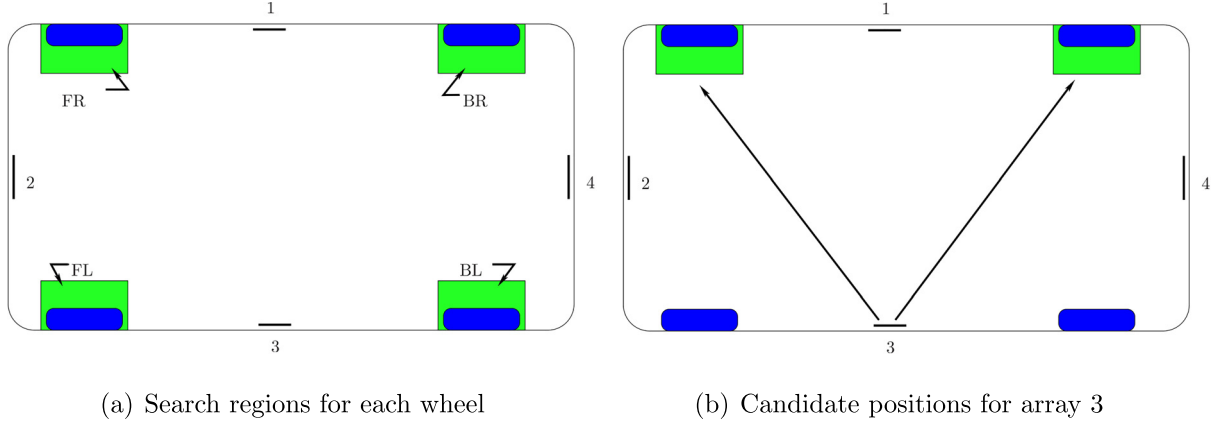 1
FR
BR
2
4
FL
BL
3
(a) Search regions for each wheel
1
2
4
3
(b) Candidate positions for array 3